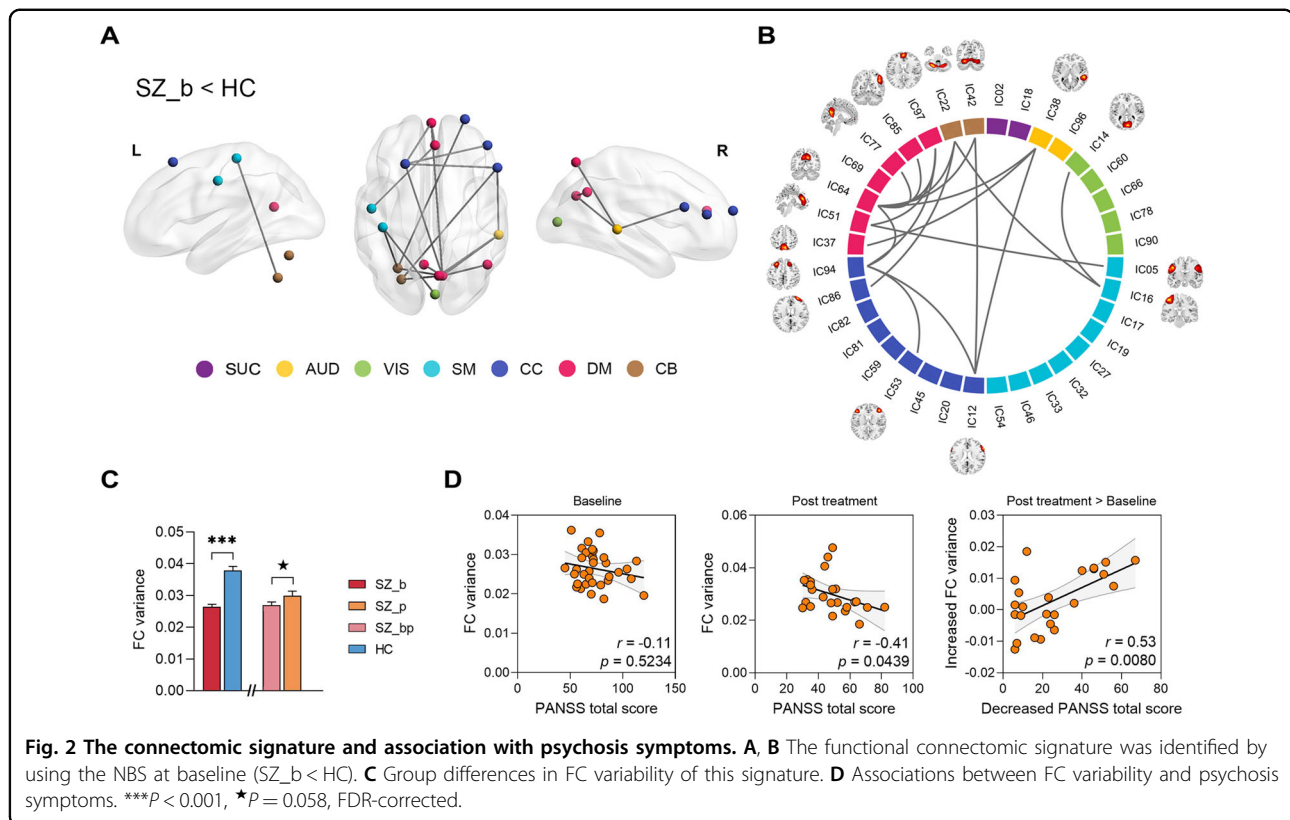 A
SZ_b < HC
L
R
SUC AUD VIS SM CC DM CB
B
IC02
IC18
IC38
IC96
IC14
IC60
IC66
IC78
IC90
IC05
IC16
IC17
IC19
IC27
IC32
IC33
IC46
IC54
IC12
IC20
IC45
IC53
IC59
IC81
IC82
IC86
IC94
IC37
IC51
IC64
IC69
IC77
IC85
IC97
IC22
IC42
C
FC variance
0.05
0.04
0.03
0.02
0.01
0.00
***
★
//
SZ_b
SZ_p
SZ_bp
HC
D
Baseline
FC variance
0.04
0.03
0.02
0.01
0.00
r = -0.11
p = 0.5234
0 50 100 150
PANSS total score
Post treatment
FC variance
0.06
0.04
0.02
0.00
r = -0.41
p = 0.0439
0 20 40 60 80 100
PANSS total score
Post treatment > Baseline
Increased FC variance
0.03
0.02
0.01
0.00
-0.01
-0.02
r = 0.53
p = 0.0080
0 20 40 60 80
Decreased PANSS total score
Fig. 2 The connectomic signature and association with psychosis symptoms. A, B The functional connectomic signature was identified by
using the NBS at baseline (SZ_b < HC). C Group differences in FC variability of this signature. D Associations between FC variability and psychosis
symptoms. ***P < 0.001, ★P = 0.058, FDR-corrected.